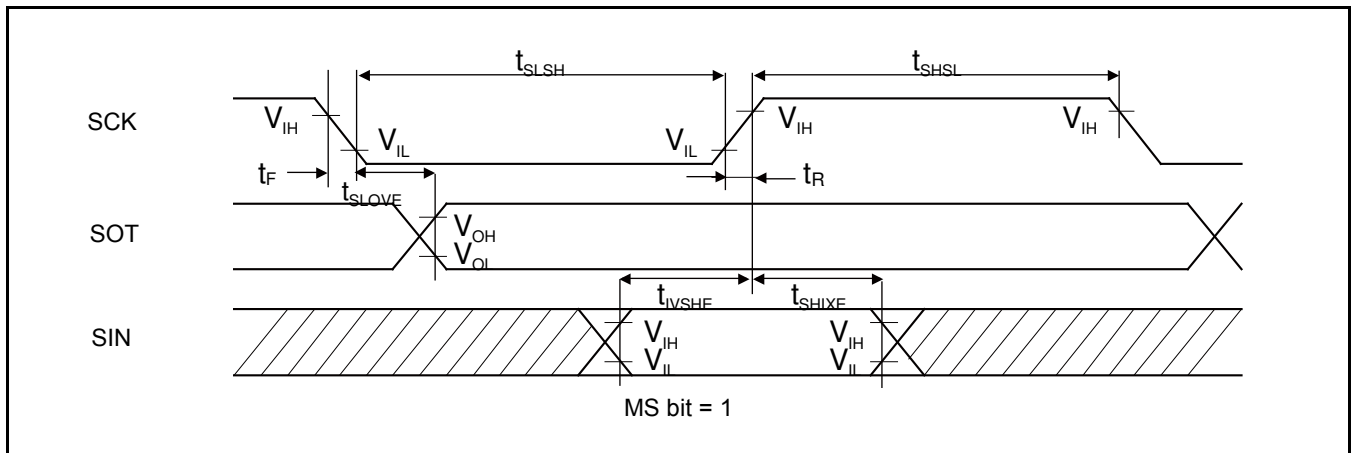 tSLSH tSHSL
SCK VIH VIL VIL VIH VIH
tF tSLOVE tR
SOT VOH
VOL
tIVSHE tSHIXE
SIN VIH VIH
VIL VIL
MS bit = 1